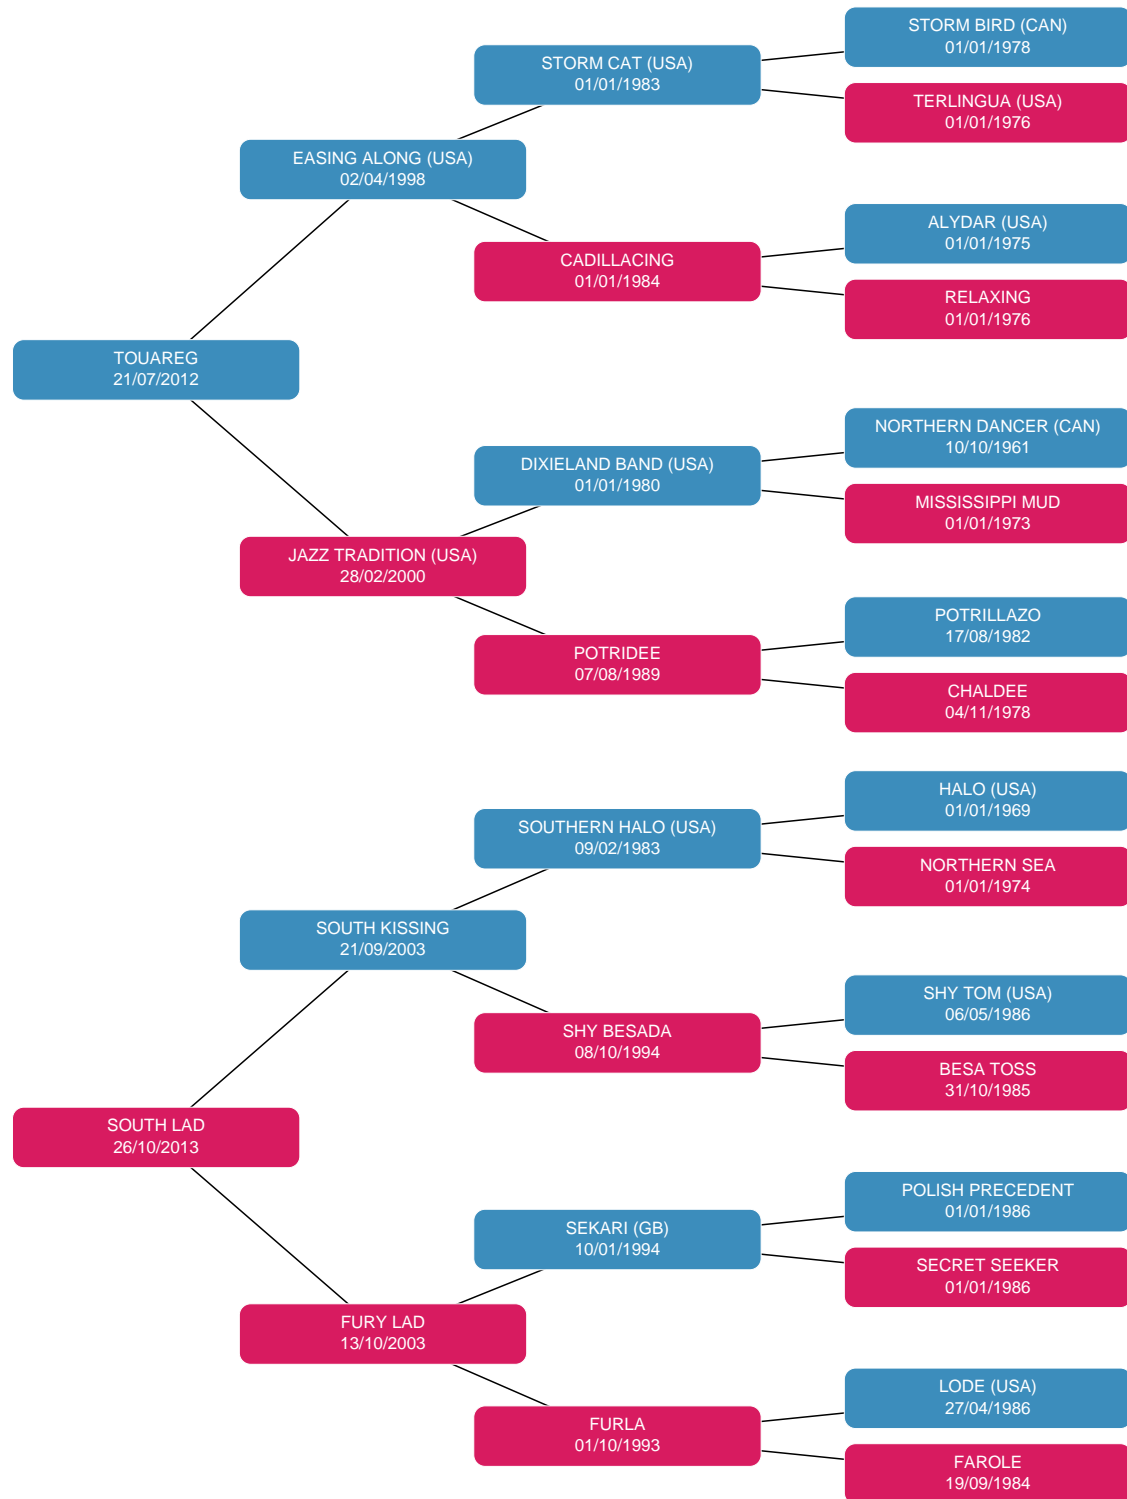 STORM BIRD (CAN)
01/01/1978
STORM CAT (USA)
01/01/1983
TERLINGUA (USA)
01/01/1976
EASING ALONG (USA)
02/04/1998
ALYDAR (USA)
01/01/1975
CADILLACING
01/01/1984
RELAXING
01/01/1976
TOUAREG
21/07/2012
NORTHERN DANCER (CAN)
10/10/1961
DIXIELAND BAND (USA)
01/01/1980
MISSISSIPPI MUD
01/01/1973
JAZZ TRADITION (USA)
28/02/2000
POTRILLAZO
17/08/1982
POTRIDEE
07/08/1989
CHALDEE
04/11/1978
HALO (USA)
01/01/1969
SOUTHERN HALO (USA)
09/02/1983
NORTHERN SEA
01/01/1974
SOUTH KISSING
21/09/2003
SHY TOM (USA)
06/05/1986
SHY BESADA
08/10/1994
BESA TOSS
31/10/1985
SOUTH LAD
26/10/2013
POLISH PRECEDENT
01/01/1986
SEKARI (GB)
10/01/1994
SECRET SEEKER
01/01/1986
FURY LAD
13/10/2003
LODE (USA)
27/04/1986
FURLA
01/10/1993
FAROLE
19/09/1984